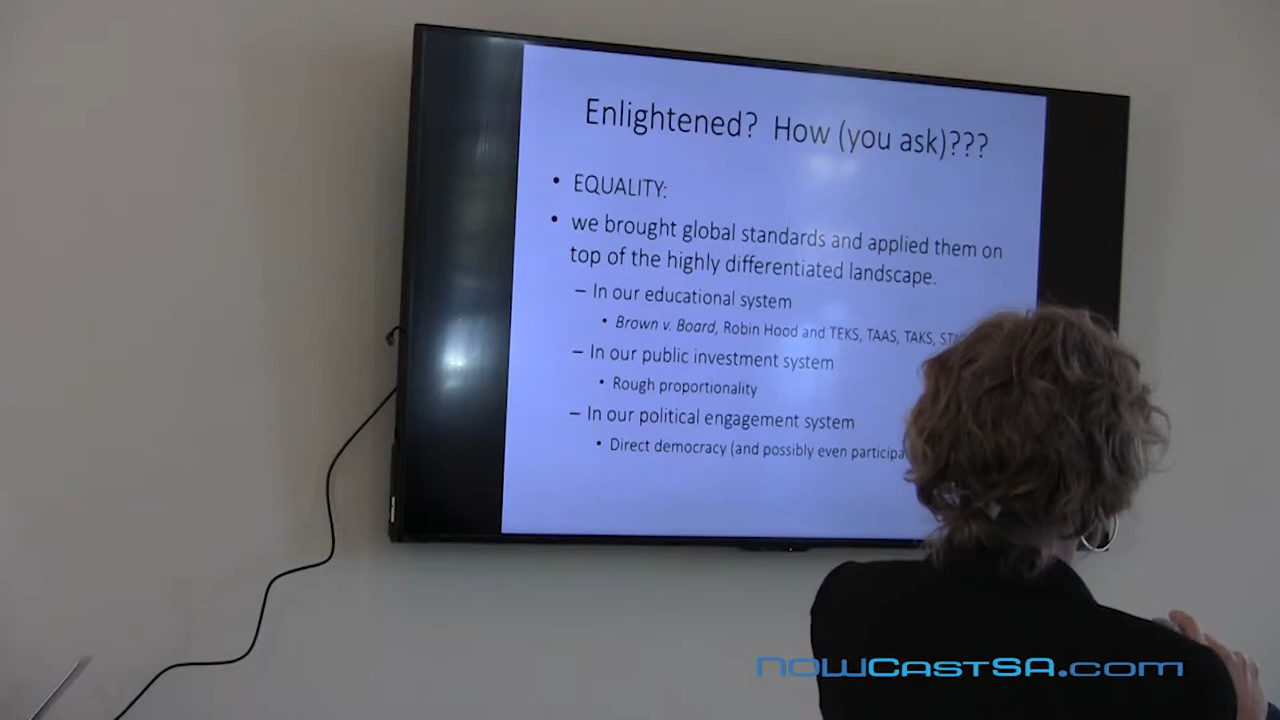 Enlightened? How (you ask)???
• EQUALITY:
• we brought global standards and applied them on
top of the highly differentiated landscape.
– In our educational system
• Brown v. Board, Robin Hood and TEKS, TAAS, TAKS,
– In our public investment system
• Rough proportionality
– In our political engagement system
• Direct democracy (and possibly even
nowcastSA.com